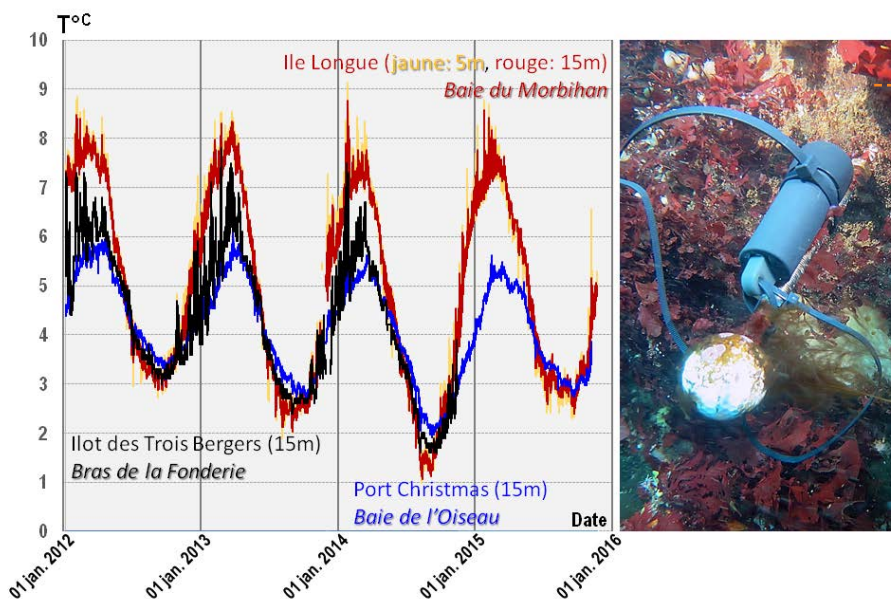 T°C
10
9
8
7
6
5
4
3
2
1
0
Ile Longue (jaune: 5m, rouge: 15m)
Baie du Morbihan
Ilot des Trois Bergers (15m)
Bras de la Fonderie
Port Christmas (15m)
Baie de l'Oiseau
Date
01 jan. 2012
01 jan. 2013
01 jan. 2014
01 jan. 2015
01 jan. 2016